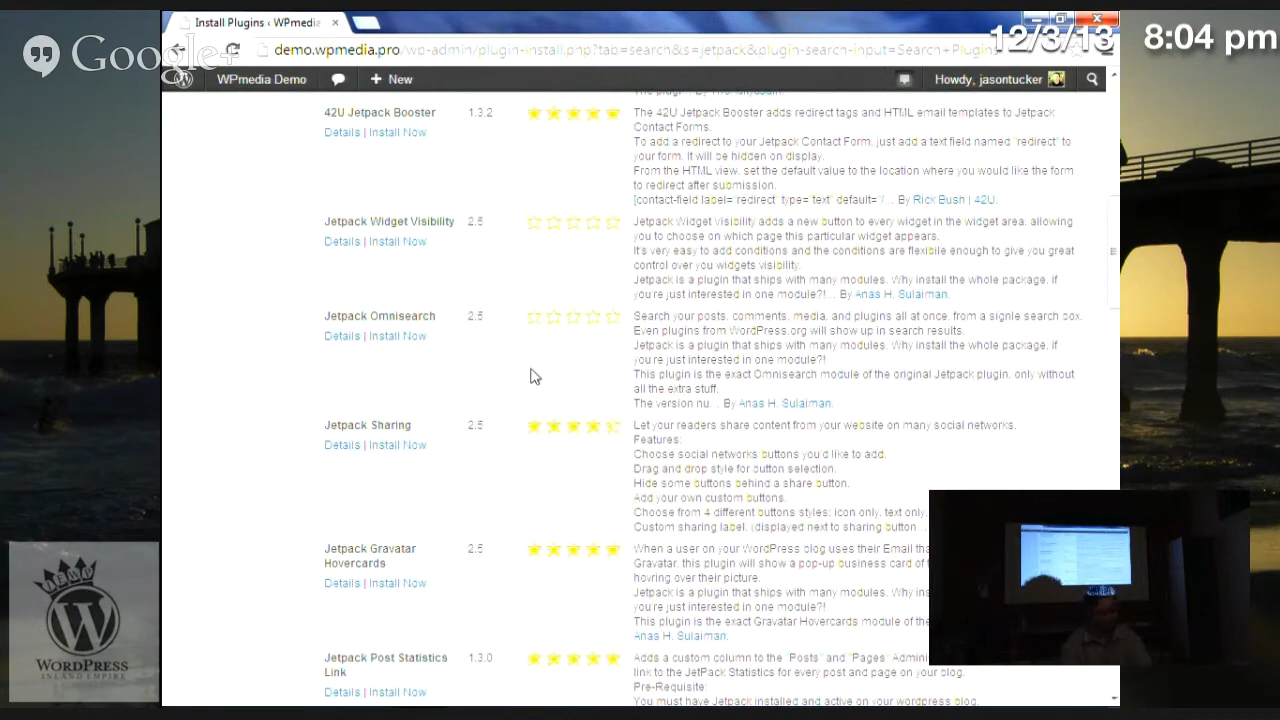 Install Plugins ‹ WPmedia
Google+
demo.wpmedia.pro/wp-admin/plugin-install.php?tab=search&s=jetpack&plugin-search-input=Search+Plugins
12/3/13 8:04 pm
WPmedia Demo
New
Howdy, jasontucker
42U Jetpack Booster
1.3.2
Details | Install Now
The 42U Jetpack Booster adds redirect tags and HTML email templates to Jetpack
Contact Forms.
To add a redirect to your Jetpack Contact Form, just add a text field named "redirect" to
your form. It will be hidden on display.
From the HTML view, set the default value to the location where you would like the form
to redirect after submission.
[contact-field label='redirect' type='text' default='/... By Rick Bush | 42U.
Jetpack Widget Visibility
2.5
Details | Install Now
Jetpack Widget Visibility adds a new button to every widget in the widget area, allowing
you to choose on which page this particular widget appears.
It's very easy to add conditions and the conditions are flexibile enough to give you great
control over you widgets visibility.
Jetpack is a plugin that ships with many modules. Why install the whole package, if
you're just interested in one module?!... By Anas H. Sulaiman.
Jetpack Omnisearch
2.5
Details | Install Now
Search your posts, comments, media, and plugins all at once, from a signle search box.
Even plugins from WordPress.org will show up in search results.
Jetpack is a plugin that ships with many modules. Why install the whole package, if
you're just interested in one module?!
This plugin is the exact Omnisearch module of the original Jetpack plugin, only without
all the extra stuff.
The version nu... By Anas H. Sulaiman.
Jetpack Sharing
2.5
Details | Install Now
Let your readers share content from your website on many social networks.
Features:
Choose social networks buttons you'd like to add.
Drag and drop style for button selection.
Hide some buttons behind a share button.
Add your own custom buttons.
Choose from 4 different buttons styles: icon only, text only,
Custom sharing label, (displayed next to sharing button
Jetpack Gravatar
Hovercards
2.5
Details | Install Now
When a user on your WordPress blog uses their Email tha
Gravatar, this plugin will show a pop-up business card of t
hovring over their picture.
Jetpack is a plugin that ships with many modules. Why ins
you're just interested in one module?!
This plugin is the exact Gravatar Hovercards module of the
Anas H. Sulaiman.
Jetpack Post Statistics
Link
1.3.0
Details | Install Now
Adds a custom column to the "Posts" and "Pages" Admini
link to the JetPack Statistics for every post and page on your blog.
Pre-Requisite:
You must have Jetpack installed and active on your wordpress blog.
WORDPRESS
INLAND EMPIRE